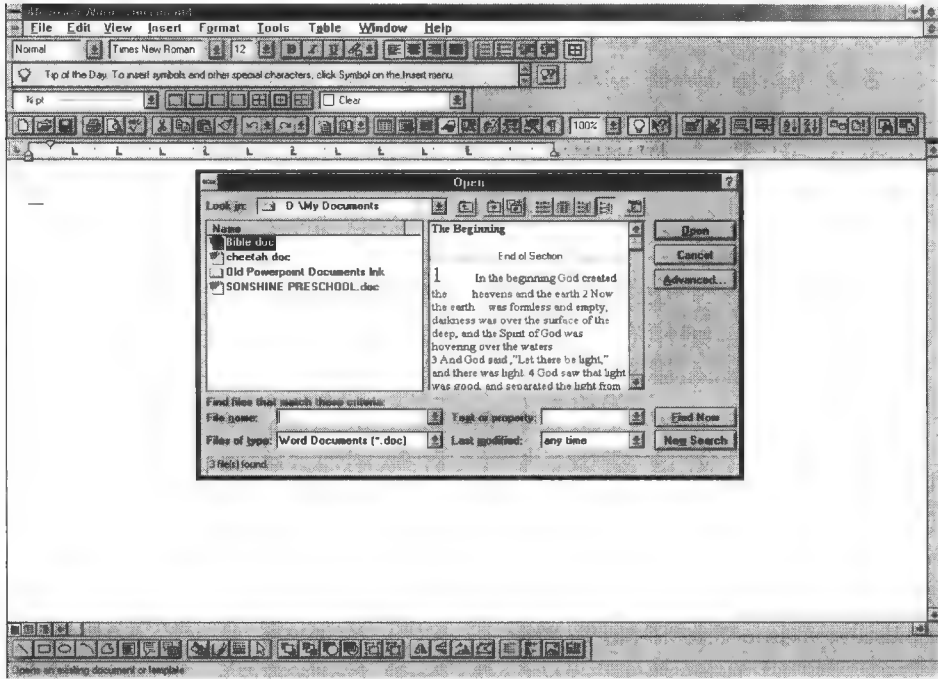 Microsoft Word - Document1
File Edit View Insert Format Tools Table Window Help
Normal Times New Roman 12 B I U
Tip of the Day. To insert symbols and other special characters, click Symbol on the Insert menu.
¾ pt Clear
100%
Open
Look in: D \My Documents
Name
Bible doc
cheetah doc
Old Powerpoint Documents Ink
SONSHINE PRESCHOOL.doc
The Beginning
End of Section
1 In the beginning God created
the heavens and the earth 2 Now
the earth was formless and empty,
darkness was over the surface of the
deep, and the Spirit of God was
hovering over the waters
3 And God said ,"Let there be light,"
and there was light 4 God saw that light
was good, and separated the light from
Open
Cancel
Advanced...
Find files that match these criteria:
File name: Text or property: Find Now
Files of type: Word Documents (*.doc) Last modified: any time New Search
3 file(s) found.
Opens an existing document or template